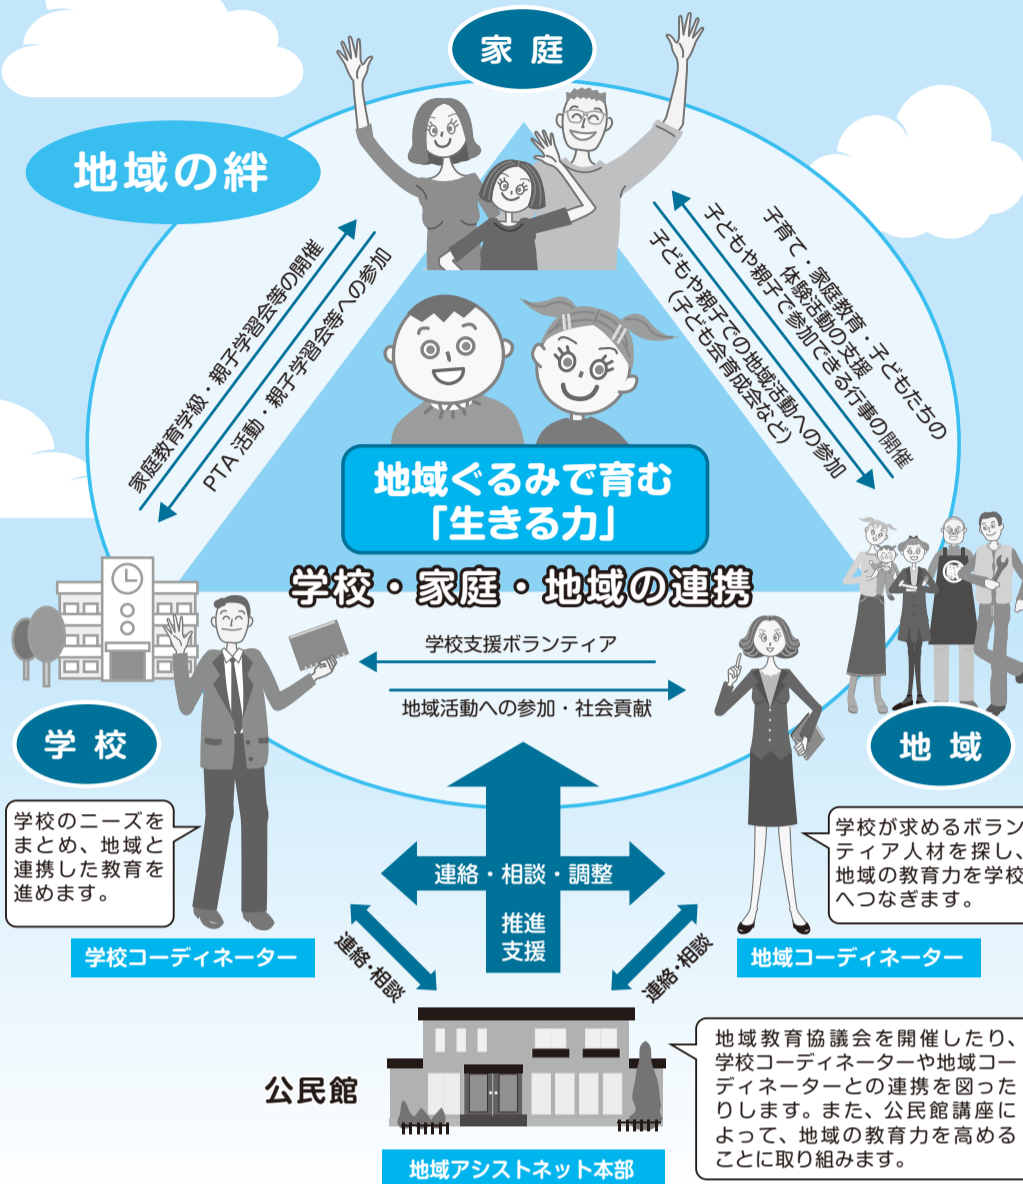 家庭
地域の絆
家庭教育学級・親子学習会等の開催
PTA 活動・親子学習会等への参加
子育て・家庭教育・子どもたちの
体験活動の支援
子どもや親子で参加できる行事の開催
子どもや親子での地域活動への参加
(子ども会育成会など)
地域ぐるみで育む
「生きる力」
学校・家庭・地域の連携
学校支援ボランティア
地域活動への参加・社会貢献
学校
地域
学校のニーズを
まとめ、地域と
連携した教育を
進めます。
学校が求めるボラン
ティア人材を探し、
地域の教育力を学校
へつなぎます。
連絡・相談・調整
推進
支援
学校コーディネーター
地域コーディネーター
連絡・相談
連絡・相談
公民館
地域教育協議会を開催したり、
学校コーディネーターや地域コー
ディネーターとの連携を図った
りします。また、公民館講座に
よって、地域の教育力を高める
ことに取り組みます。
地域アシストネット本部